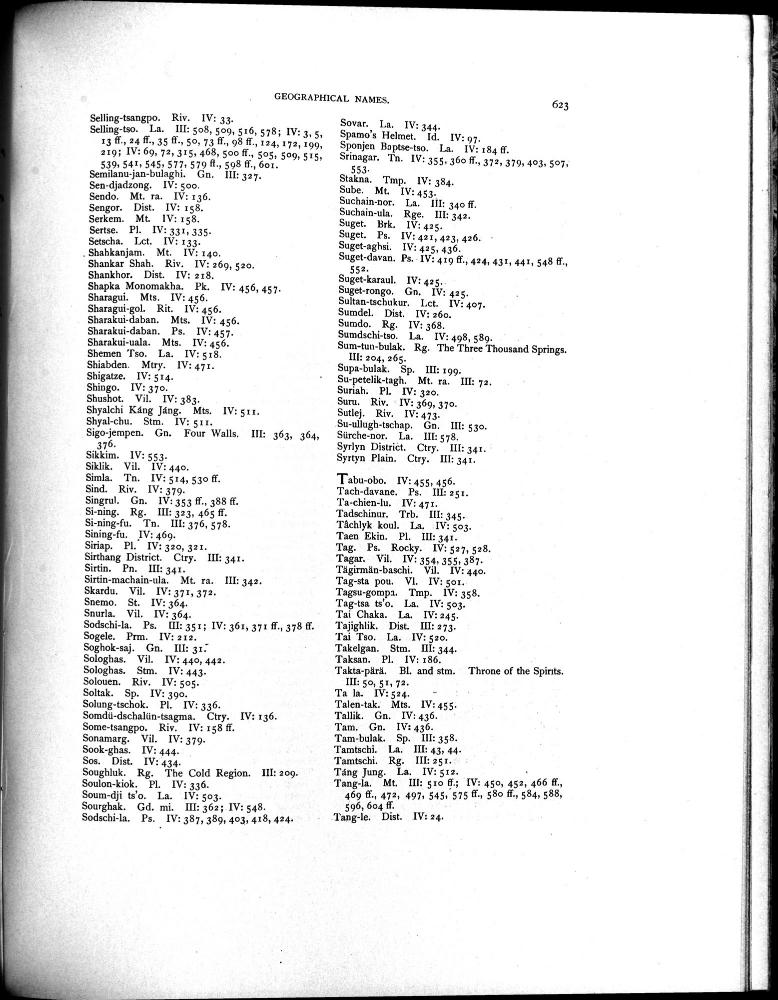 GEOGRAPHICAL NAMES.
623
Selling-tsangpo. Riv. IV: 33.
Selling-tso. La. III: 508, 509, 516, 578; IV: 3, 5,
13 ff., 24 ff., 35 ff., 50, 73 ff., 98 ff., 124, 172, 199,
219; IV: 69, 72, 315, 468, 500 ff., 505, 509, 515,
539, 541, 545, 577, 579 ff., 598 ff., 601.
Semilanu-jan-bulaghi. Gn. III: 327.
Sen-djadzong. IV: 500.
Sendo. Mt. ra. IV: 136.
Sengor. Dist. IV: 158.
Serkem. Mt. IV: 158.
Sertse. Pl. IV: 331, 335.
Setscha. Lct. IV: 133.
Shahkanjam. Mt. IV: 140.
Shankar Shah. Riv. IV: 269, 520.
Shankhor. Dist. IV: 218.
Shapka Monomakha. Pk. IV: 456, 457.
Sharagui. Mts. IV: 456.
Sharagui-gol. Rit. IV: 456.
Sharakui-daban. Mts. IV: 456.
Sharakui-daban. Ps. IV: 457.
Sharakui-uala. Mts. IV: 456.
Shemen Tso. La. IV: 518.
Shiabden. Mtry. IV: 471.
Shigatze. IV: 514.
Shingo. IV: 370.
Shushot. Vil. IV: 383.
Shyalchi Káng Jáng. Mts. IV: 511.
Shyal-chu. Stm. IV: 511.
Sigo-jempen. Gn. Four Walls. III: 363, 364,
376.
Sikkim. IV: 553.
Siklik. Vil. IV: 440.
Simla. Tn. IV: 514, 530 ff.
Sind. Riv. IV: 379.
Singrul. Gn. IV: 353 ff., 388 ff.
Si-ning. Rg. III: 323, 465 ff.
Si-ning-fu. Tn. III: 376, 578.
Sining-fu. IV: 469.
Siriap. Pl. IV: 320, 321.
Sirthang District. Ctry. III: 341.
Sirtin. Pn. III: 341.
Sirtin-machain-ula. Mt. ra. III: 342.
Skardu. Vil. IV: 371, 372.
Snemo. St. IV: 364.
Snurla. Vil. IV: 364.
Sodschi-la. Ps. III: 351; IV: 361, 371 ff., 378 ff.
Sogele. Prm. IV: 212.
Soghok-saj. Gn. III: 31.
Sologhas. Vil. IV: 440, 442.
Sologhas. Stm. IV: 443.
Solouen. Riv. IV: 505.
Soltak. Sp. IV: 390.
Solung-tschok. Pl. IV: 336.
Somdü-dschalün-tsagma. Ctry. IV: 136.
Some-tsangpo. Riv. IV: 158 ff.
Sonamarg. Vil. IV: 379.
Sook-ghas. IV: 444.
Sos. Dist. IV: 434.
Soughluk. Rg. The Cold Region. III: 209.
Soulon-kiok. Pl. IV: 336.
Soum-dji ts'o. La. IV: 503.
Sourghak. Gd. mi. III: 362; IV: 548.
Sodschi-la. Ps. IV: 387, 389, 403, 418, 424.
Sovar. La. IV: 344.
Spamo's Helmet. Id. IV: 97.
Sponjen Baptse-tso. La. IV: 184 ff.
Srinagar. Tn. IV: 355, 360 ff., 372, 379, 403, 507,
553.
Stakna. Tmp. IV: 384.
Sube. Mt. IV: 453.
Suchain-nor. La. III: 340 ff.
Suchain-ula. Rge. III: 342.
Suget. Brk. IV: 425.
Suget. Ps. IV: 421, 423, 426.
Suget-aghsi. IV: 425, 436.
Suget-davan. Ps. IV: 419 ff., 424, 431, 441, 548 ff.,
552.
Suget-karaul. IV: 425.
Suget-rongo. Gn. IV: 425.
Sultan-tschukur. Lct. IV: 407.
Sumdel. Dist. IV: 260.
Sumdo. Rg. IV: 368.
Sumdschi-tso. La. IV: 498, 589.
Sum-tun-bulak. Rg. The Three Thousand Springs.
III: 204, 265.
Supa-bulak. Sp. III: 199.
Su-petelik-tagh. Mt. ra. III: 72.
Suriah. Pl. IV: 320.
Suru. Riv. IV: 369, 370.
Sutlej. Riv. IV: 473.
Su-ullugh-tschap. Gn. III: 530.
Sürche-nor. La. III: 578.
Syrlyn District. Ctry. III: 341.
Syrtyn Plain. Ctry. III: 341.
Tabu-obo. IV: 455, 456.
Tach-davane. Ps. III: 251.
Ta-chien-lu. IV: 471.
Tadschinur. Trb. III: 345.
Tâchlyk koul. La. IV: 503.
Taen Ekin. Pl. III: 341.
Tag. Ps. Rocky. IV: 527, 528.
Tagar. Vil. IV: 354, 355, 387.
Tägirmän-baschi. Vil. IV: 440.
Tag-sta pou. Vl. IV: 501.
Tagsu-gompa. Tmp. IV: 358.
Tag-tsa ts'o. La. IV: 503.
Tai Chaka. La. IV: 245.
Tajighlik. Dist. III: 273.
Tai Tso. La. IV: 520.
Takelgan. Stm. III: 344.
Taksan. Pl. IV: 186.
Takta-pärä. Bl. and stm. Throne of the Spirits.
III: 50, 51, 72.
Ta la. IV: 524.
Talen-tak. Mts. IV: 455.
Tallik. Gn. IV: 436.
Tam. Gn. IV: 436.
Tam-bulak. Sp. III: 358.
Tamtschi. La. III: 43, 44.
Tamtschi. Rg. III: 251.
Táng Jung. La. IV: 512.
Tang-la. Mt. III: 510 ff.; IV: 450, 452, 466 ff.,
469 ff., 472, 497, 545, 575 ff., 580 ff., 584, 588,
596, 604 ff.
Tang-le. Dist. IV: 24.